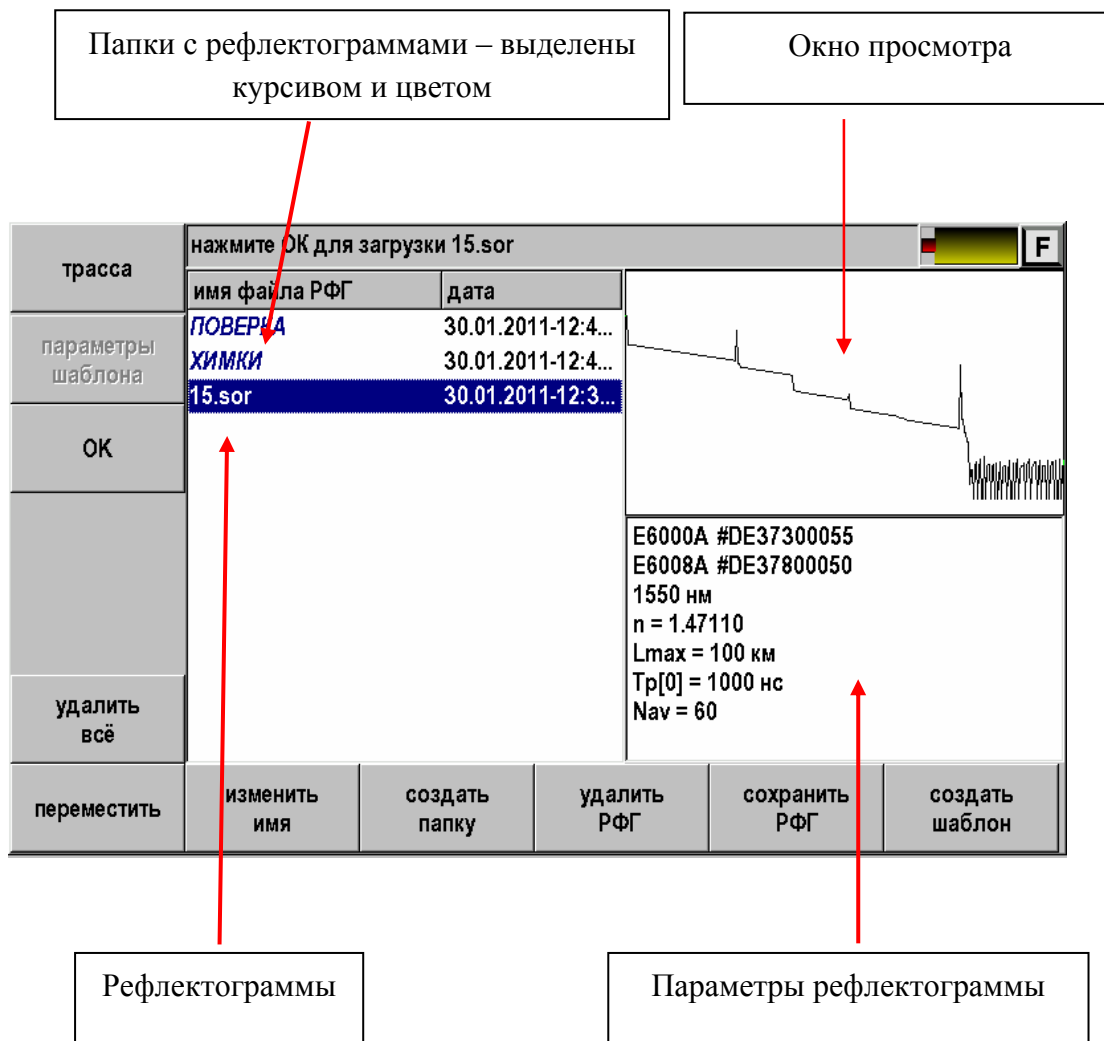 Папки с рефлектограммами – выделены
курсивом и цветом
Окно просмотра
трасса
нажмите ОК для загрузки 15.sor
F
имя файла РФГ
дата
параметры
шаблона
ПОВЕРКА
30.01.2011-12:4...
ХИМКИ
30.01.2011-12:4...
15.sor
30.01.2011-12:3...
OK
E6000A #DE37300055
E6008A #DE37800050
1550 нм
n = 1.47110
Lmax = 100 км
Tp[0] = 1000 нс
Nav = 60
удалить
всё
переместить
изменить
имя
создать
папку
удалить
РФГ
сохранить
РФГ
создать
шаблон
Рефлектограммы
Параметры рефлектограммы